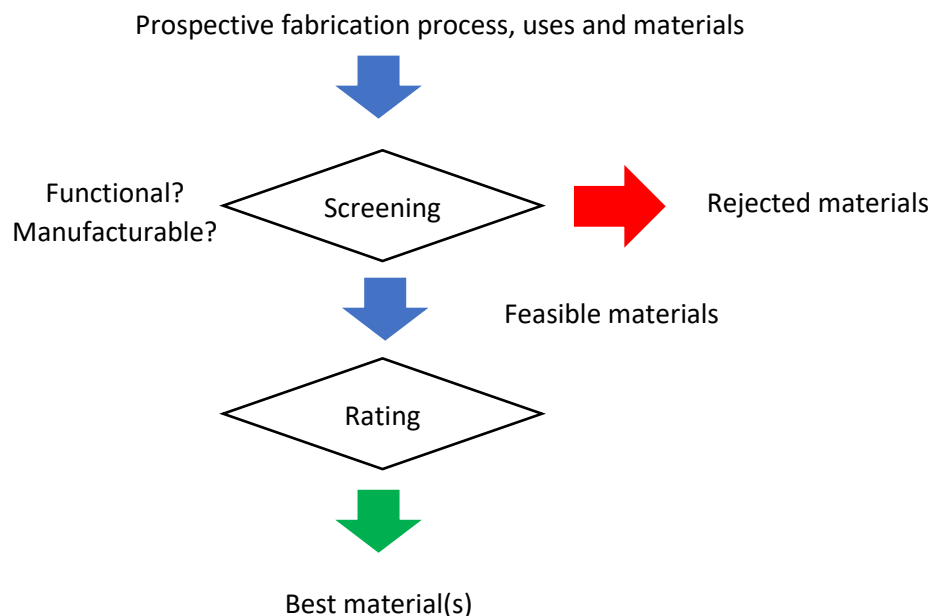 Prospective fabrication process, uses and materials
Functional?
Manufacturable?
Screening
Rejected materials
Feasible materials
Rating
Best material(s)